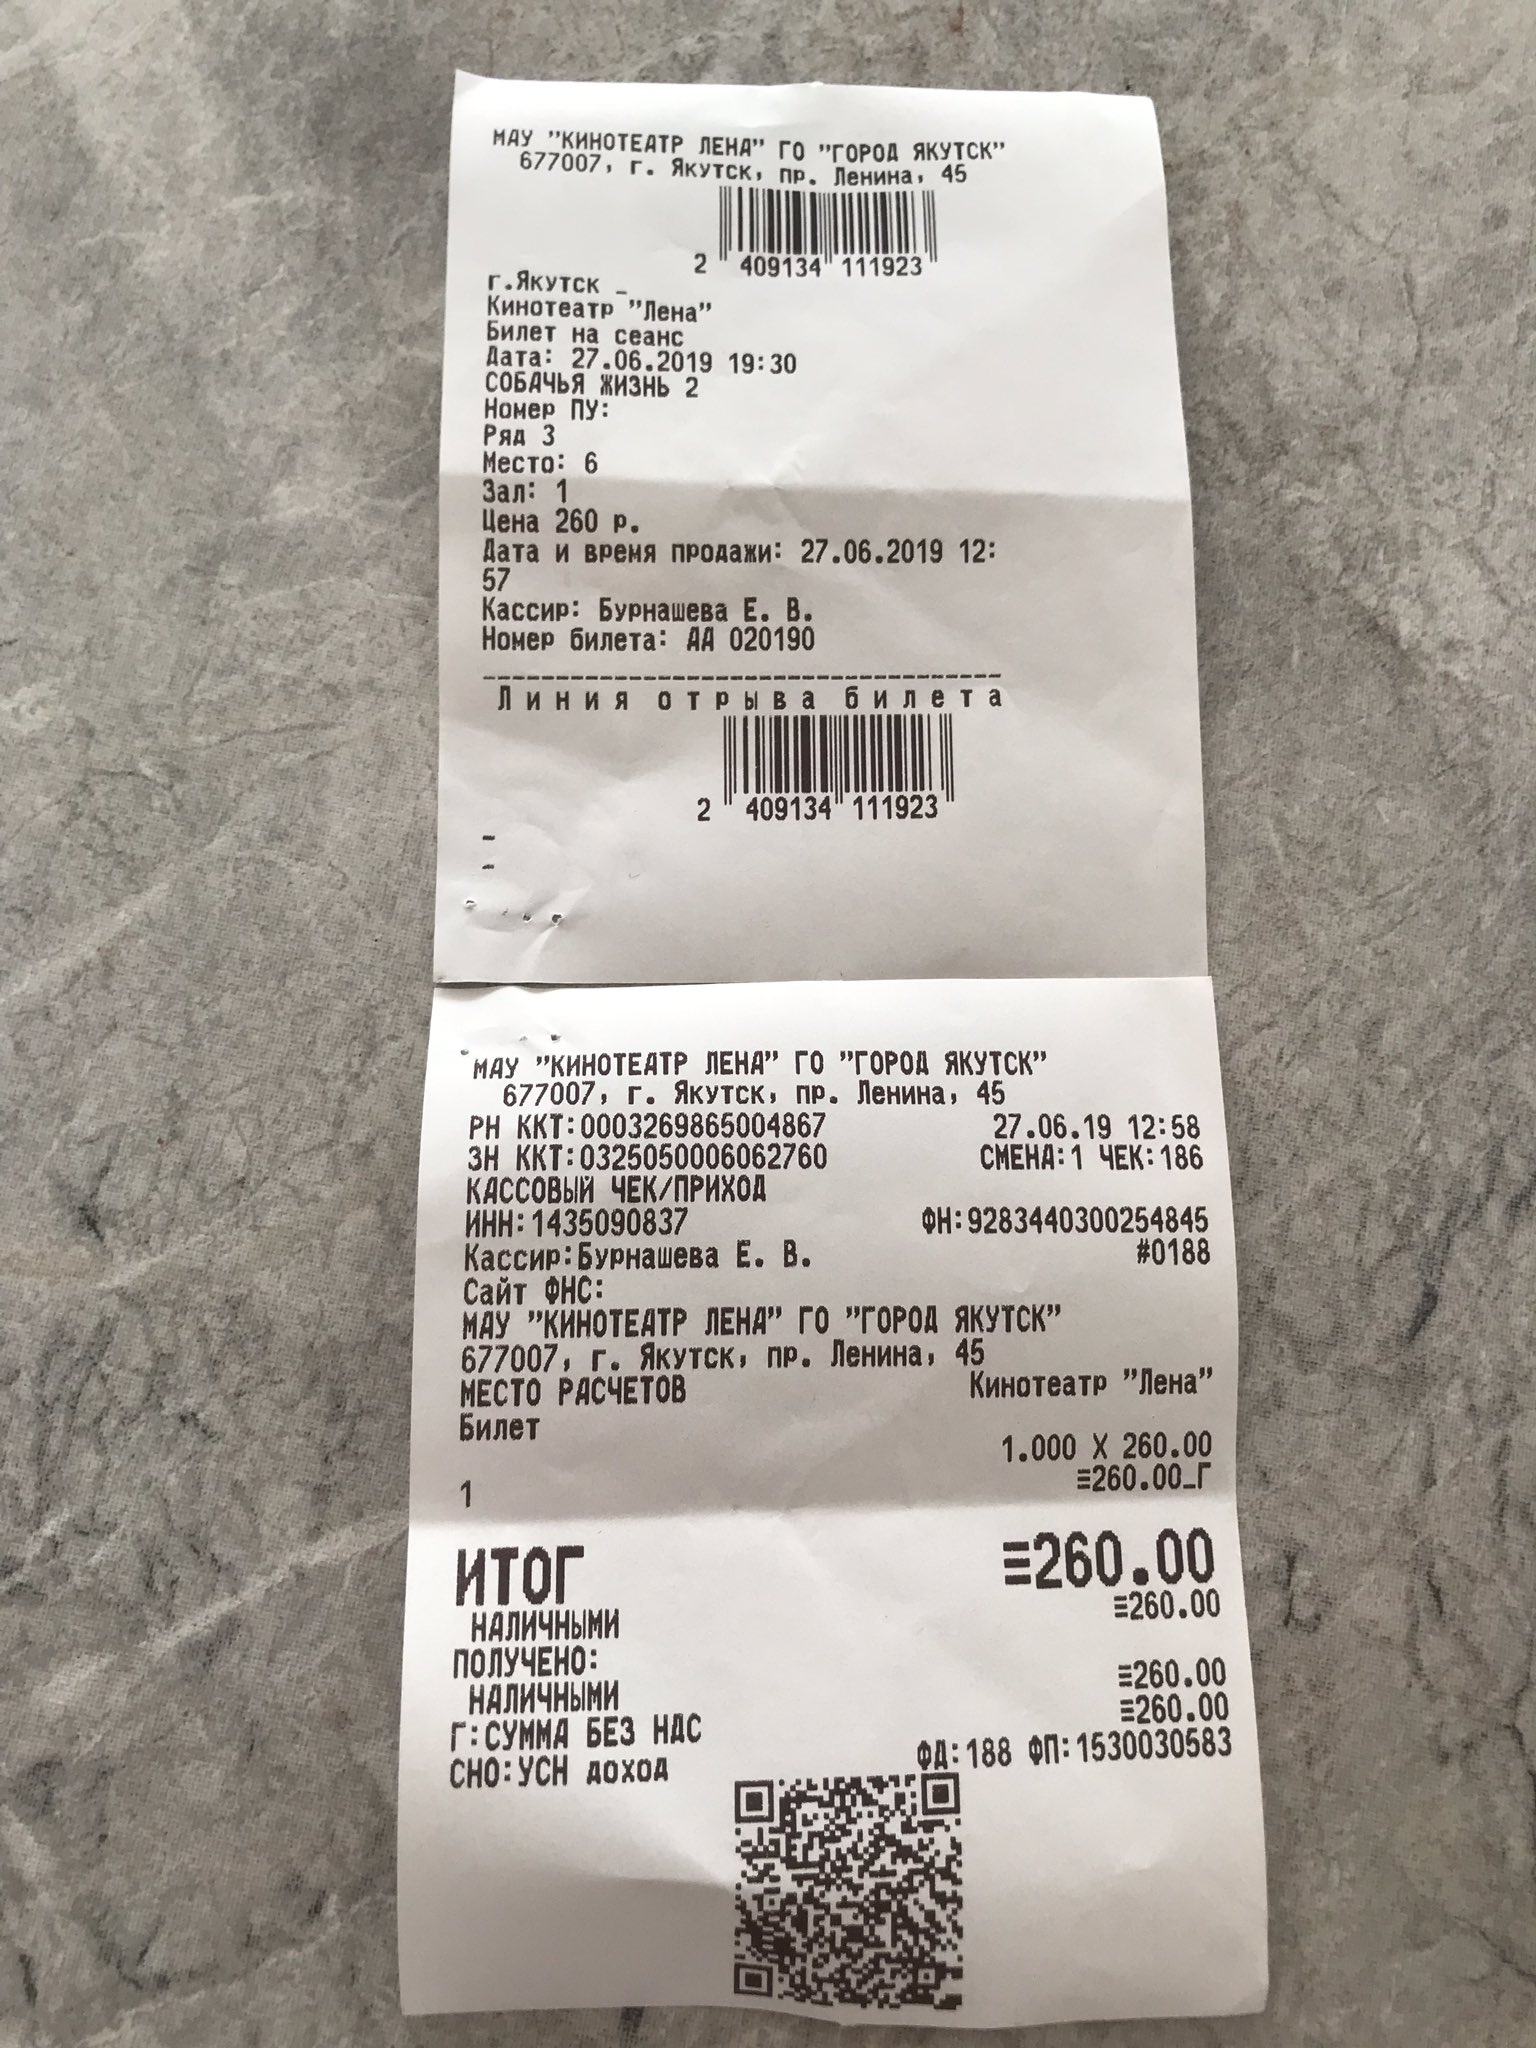 МАУ "КИНОТЕАТР ЛЕНА" ГО "ГОРОД ЯКУТСК"
677007, г. Якутск, пр. Ленина, 45
2 409134 111923
г.Якутск _
Кинотеатр "Лена"
Билет на сеанс
Дата: 27.06.2019 19:30
СОБАЧЬЯ ЖИЗНЬ 2
Номер ПУ:
Ряд 3
Место: 6
Зал: 1
Цена 260 р.
Дата и время продажи: 27.06.2019 12:
57
Кассир: Бурнашева Е. В.
Номер билета: АА 020190
Линия отрыва билета
2 409134 111923
-
-
МАУ "КИНОТЕАТР ЛЕНА" ГО "ГОРОД ЯКУТСК"
677007, г. Якутск, пр. Ленина, 45
РН ККТ:0003269865004867 27.06.19 12:58
ЗН ККТ:0325050006062760 СМЕНА:1 ЧЕК:186
КАССОВЫЙ ЧЕК/ПРИХОД
ИНН:1435090837 ФН:9283440300254845
Кассир:Бурнашева Е. В. #0188
Сайт ФНС:
МАУ "КИНОТЕАТР ЛЕНА" ГО "ГОРОД ЯКУТСК"
677007, г. Якутск, пр. Ленина, 45
МЕСТО РАСЧЕТОВ Кинотеатр "Лена"
Билет
1.000 X 260.00
1 ≡260.00_Г
ИТОГ ≡260.00
НАЛИЧНЫМИ ≡260.00
ПОЛУЧЕНО:
НАЛИЧНЫМИ ≡260.00
Г:СУММА БЕЗ НДС ≡260.00
СНО:УСН доход ФД:188 ФП:1530030583